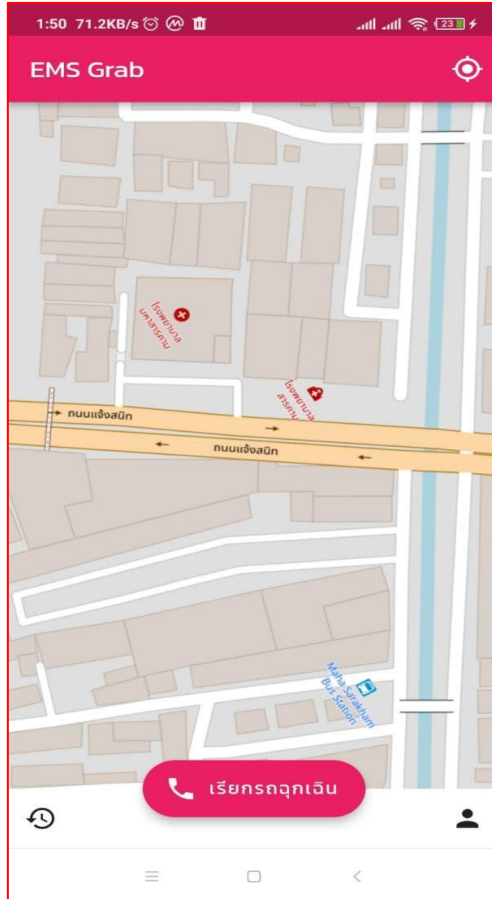 1:50 71.2KB/s
23
EMS Grab
โรงพยาบาล
มหาสารคาม
โรงพยาบาล
สารคาม
ถนนแจ้งสนิท
ถนนแจ้งสนิท
Maha Sarakham
Bus Station
เรียกรถฉุกเฉิน